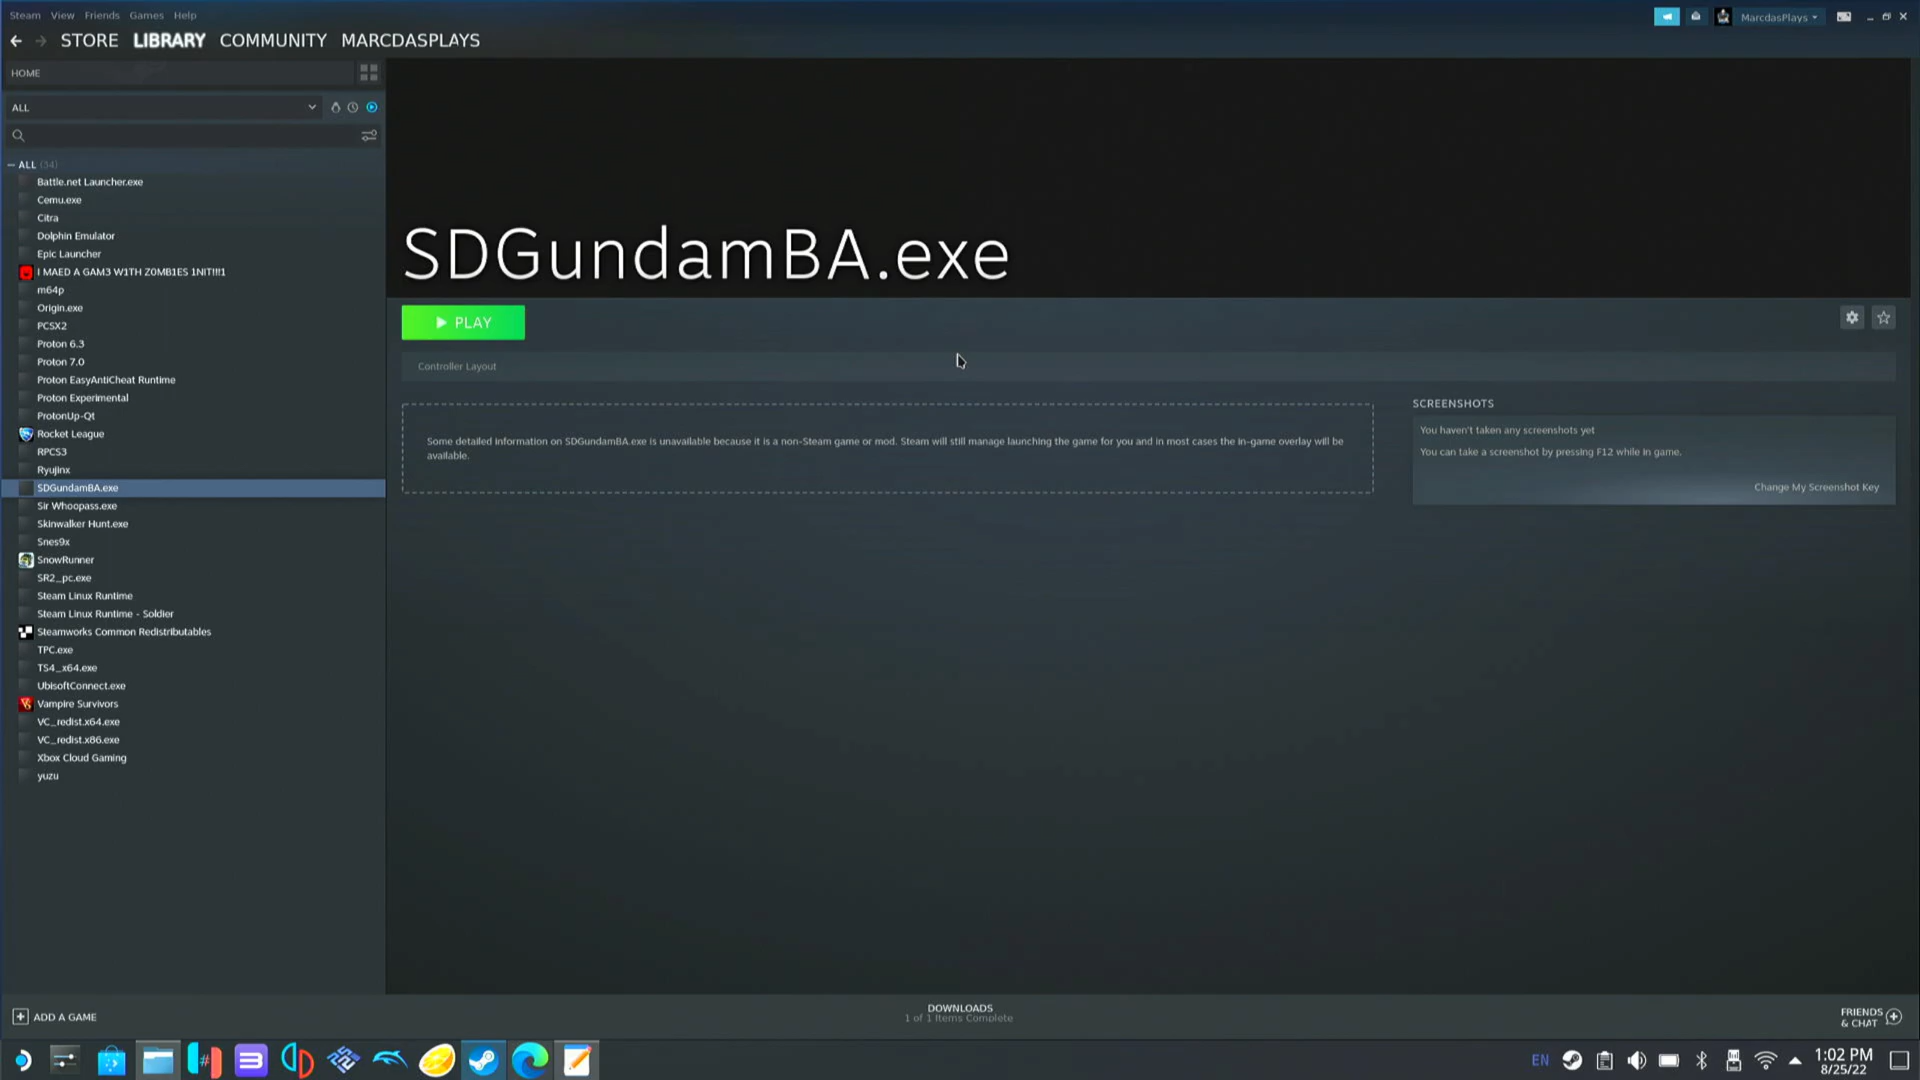 Steam View Friends Games Help
MarcdasPlays
STORE LIBRARY COMMUNITY MARCDASPLAYS
HOME
ALL
— ALL (34)
Battle.net Launcher.exe
Cemu.exe
Citra
Dolphin Emulator
Epic Launcher
I MAED A GAM3 W1TH Z0MB1ES 1NIT!!!1
m64p
Origin.exe
PCSX2
Proton 6.3
Proton 7.0
Proton EasyAntiCheat Runtime
Proton Experimental
ProtonUp-Qt
Rocket League
RPCS3
Ryujinx
SDGundamBA.exe
Sir Whoopass.exe
Skinwalker Hunt.exe
Snes9x
SnowRunner
SR2_pc.exe
Steam Linux Runtime
Steam Linux Runtime - Soldier
Steamworks Common Redistributables
TPC.exe
TS4_x64.exe
UbisoftConnect.exe
Vampire Survivors
VC_redist.x64.exe
VC_redist.x86.exe
Xbox Cloud Gaming
yuzu
SDGundamBA.exe
PLAY
Controller Layout
Some detailed information on SDGundamBA.exe is unavailable because it is a non-Steam game or mod. Steam will still manage launching the game for you and in most cases the in-game overlay will be
available.
SCREENSHOTS
You haven't taken any screenshots yet
You can take a screenshot by pressing F12 while in game.
Change My Screenshot Key
ADD A GAME
DOWNLOADS
1 of 1 Items Complete
FRIENDS
& CHAT
EN
1:02 PM
8/25/22